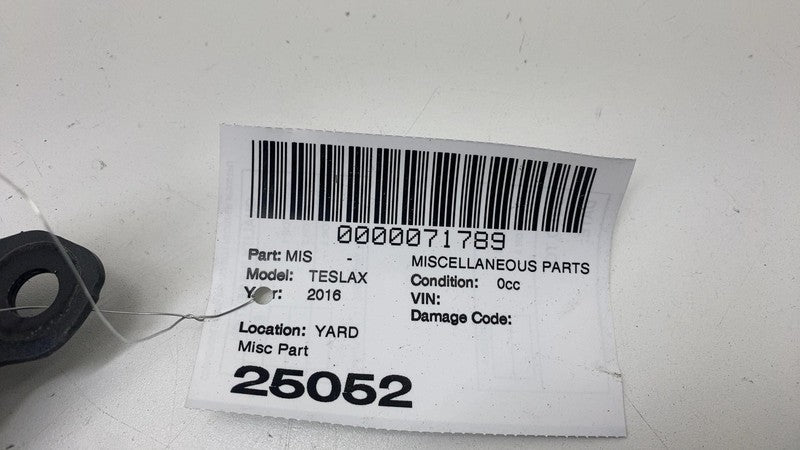 0000071789
Part: MIS - MISCELLANEOUS PARTS
Model: TESLAX Condition: 0cc
Year: 2016 VIN:
Damage Code:
Location: YARD
Misc Part
25052